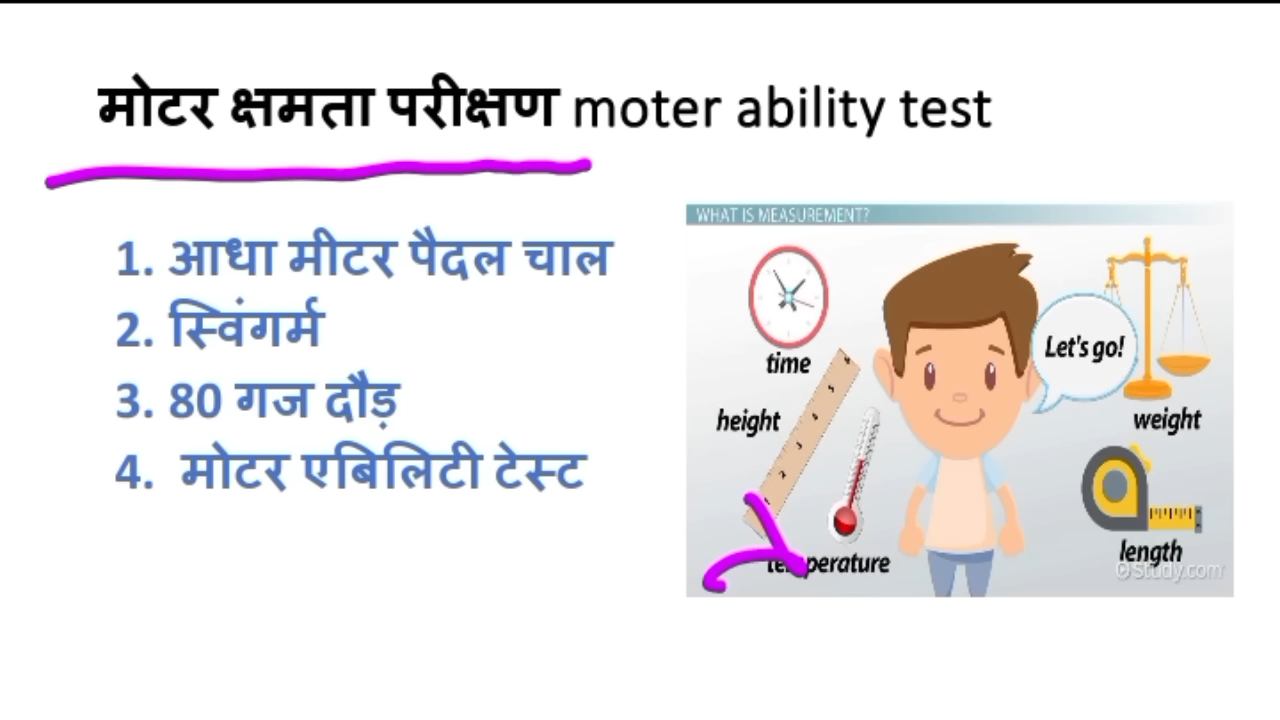 मोटर क्षमता परीक्षण moter ability test
1. आधा मीटर पैदल चाल
2. स्विंगर्म
3. 80 गज दौड़
4. मोटर एबिलिटी टेस्ट
WHAT IS MEASUREMENT?
time
Let's go!
height
weight
length
temperature
©Study.com